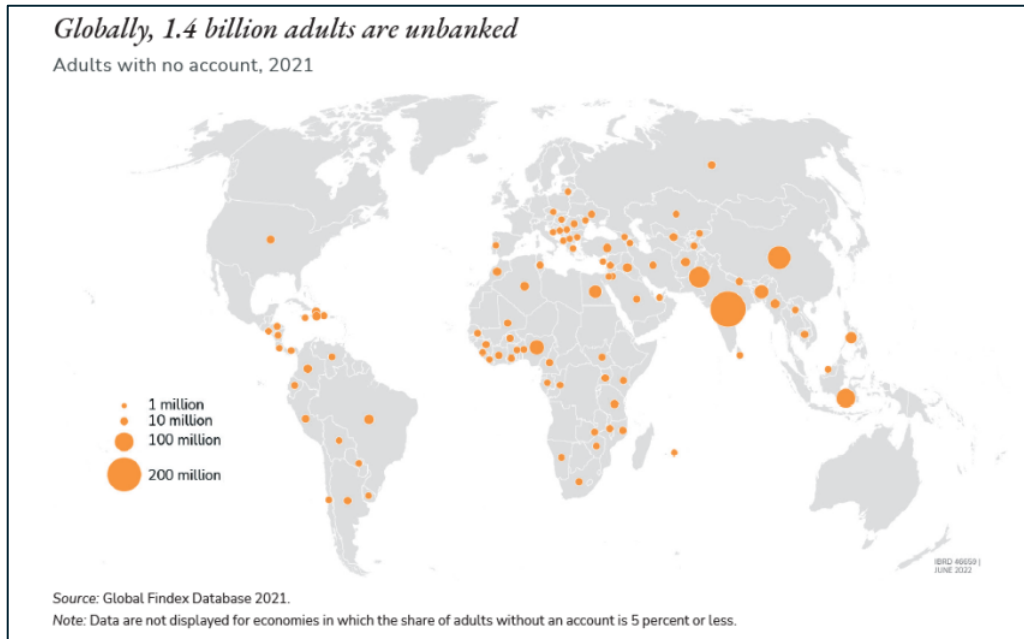 Globally, 1.4 billion adults are unbanked
Adults with no account, 2021
1 million
10 million
100 million
200 million
IBRD 46659 |
JUNE 2022
Source: Global Findex Database 2021.
Note: Data are not displayed for economies in which the share of adults without an account is 5 percent or less.